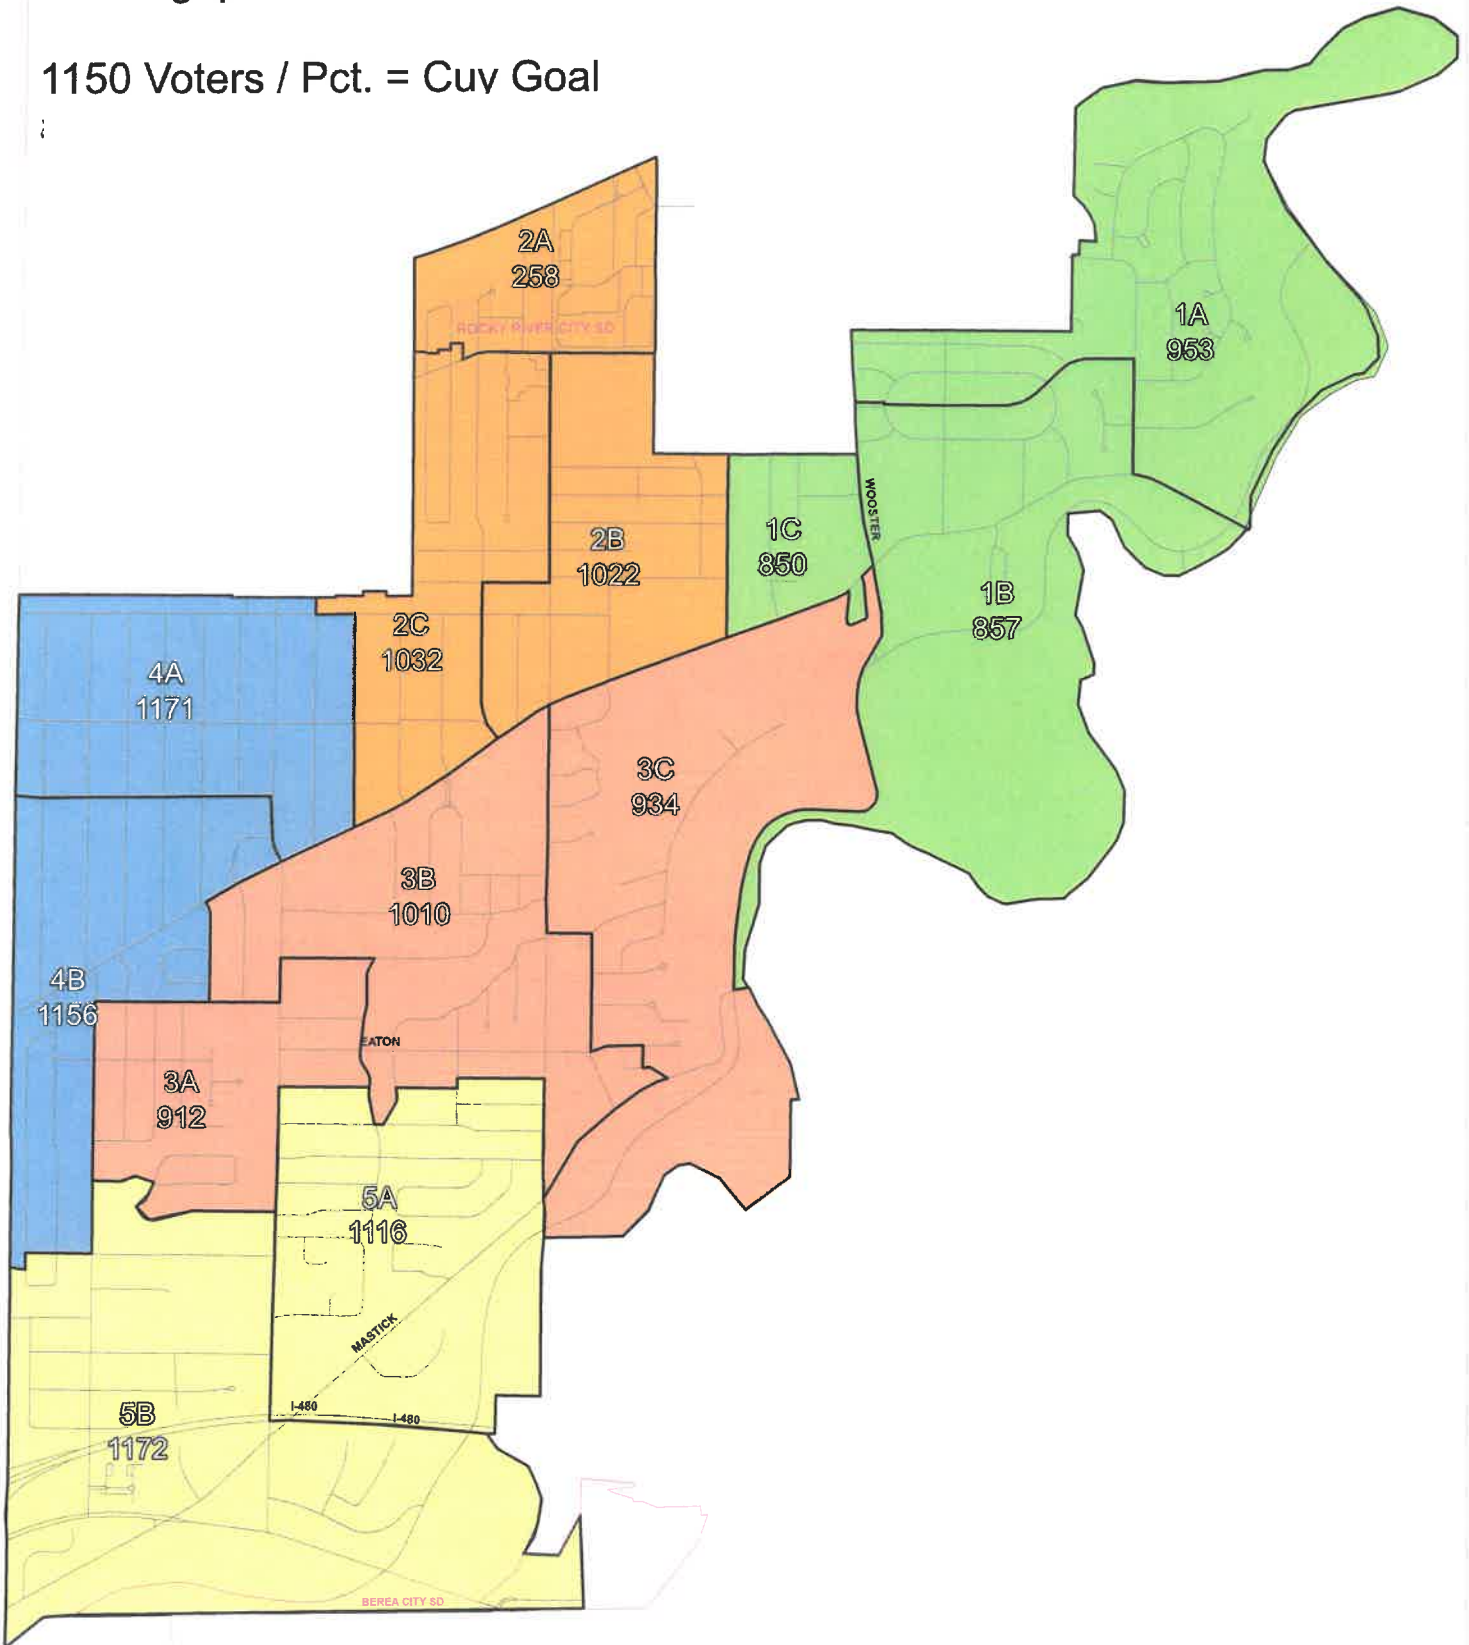 1150 Voters / Pct. = Cuy Goal
2A
258
ROCKY RIVER CITY SD
1A
953
WOOSTER
1C
850
2B
1022
1B
857
2C
1032
4A
1171
3C
934
3B
1010
4B
1156
EATON
3A
912
5A
1116
MASTICK
I-480
I-480
5B
1172
BEREA CITY SD